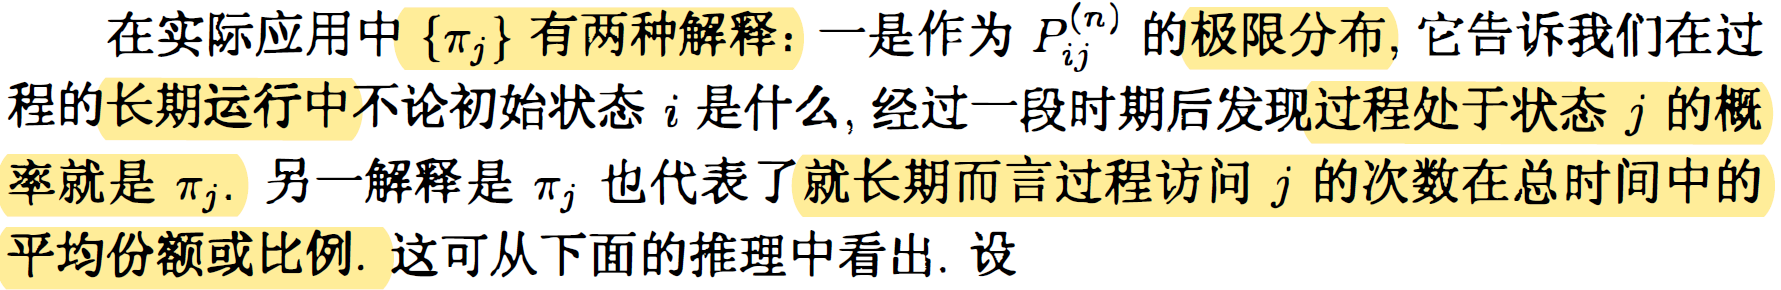 在实际应用中 {π_j} 有两种解释: 一是作为 P_{ij}^{(n)} 的极限分布, 它告诉我们在过
程的长期运行中不论初始状态 i 是什么, 经过一段时期后发现过程处于状态 j 的概
率就是 π_j. 另一解释是 π_j 也代表了就长期而言过程访问 j 的次数在总时间中的
平均份额或比例. 这可从下面的推理中看出. 设